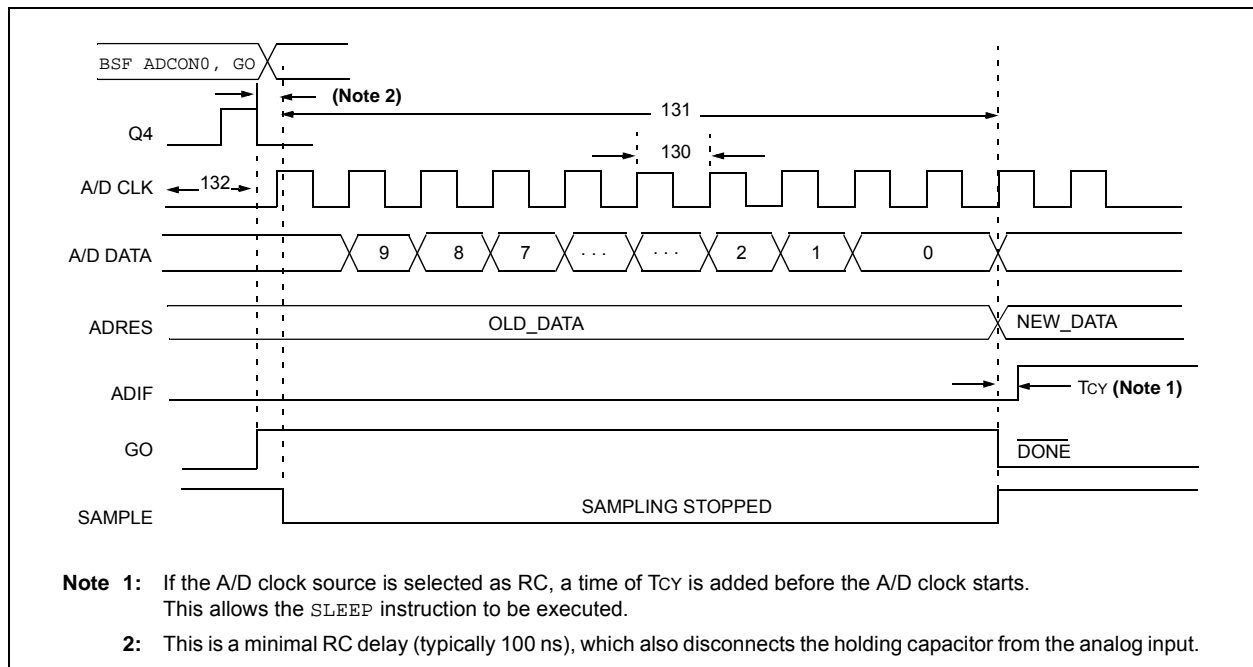 BSF ADCON0, GO
(Note 2)
131
Q4
130
A/D CLK
132
A/D DATA
9 8 7 . . . . . . 2 1 0
ADRES
OLD_DATA
NEW_DATA
ADIF
TCY (Note 1)
GO
DONE
SAMPLE
SAMPLING STOPPED
Note 1: If the A/D clock source is selected as RC, a time of TCY is added before the A/D clock starts.
This allows the SLEEP instruction to be executed.
2: This is a minimal RC delay (typically 100 ns), which also disconnects the holding capacitor from the analog input.